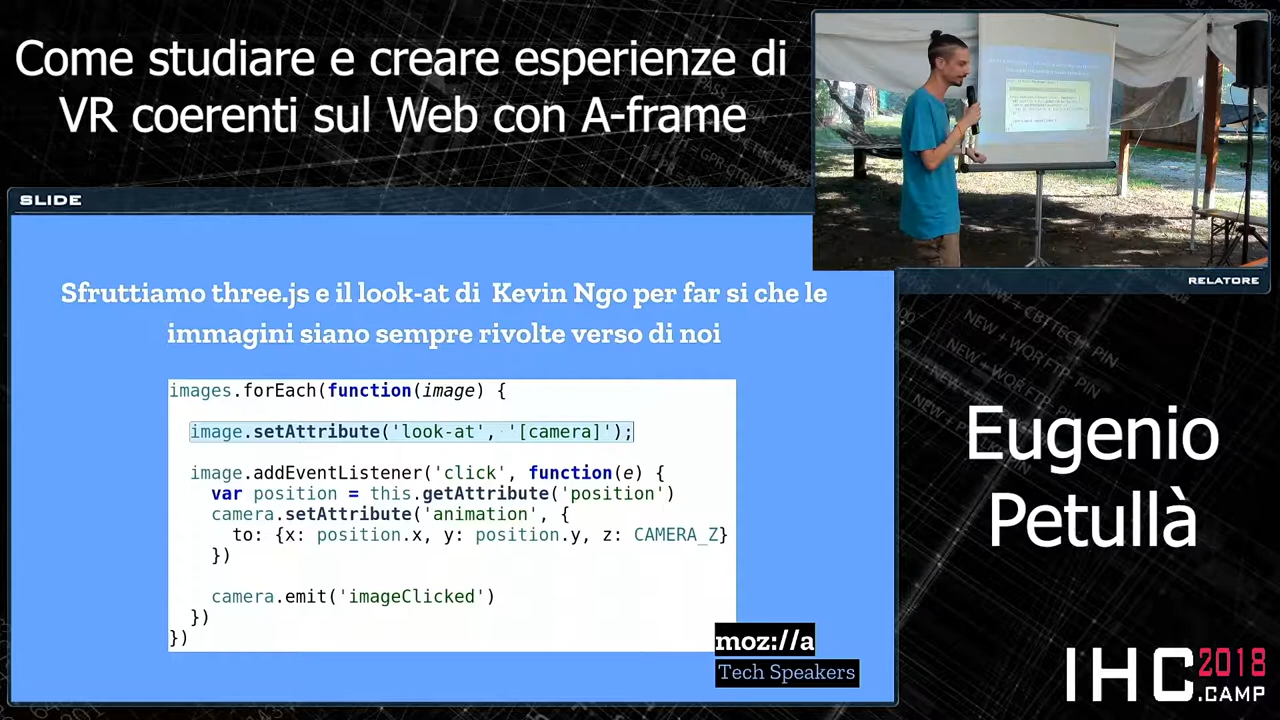 Come studiare e creare esperienze di
VR coerenti sul Web con A-frame
SLIDE
Sfruttiamo three.js e il look-at di Kevin Ngo per far si che le
immagini siano sempre rivolte verso di noi
images.forEach(function(image) {
image.setAttribute('look-at', '[camera]');
image.addEventListener('click', function(e) {
var position = this.getAttribute('position')
camera.setAttribute('animation', {
to: {x: position.x, y: position.y, z: CAMERA_Z}
})
camera.emit('imageClicked')
})
})
moz://a
Tech Speakers
RELATORE
Eugenio
Petullà
IHC 2018
.CAMP